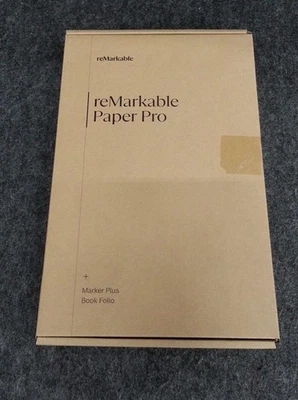 reMarkable
reMarkable
Paper Pro
+
Marker Plus
Book Folio